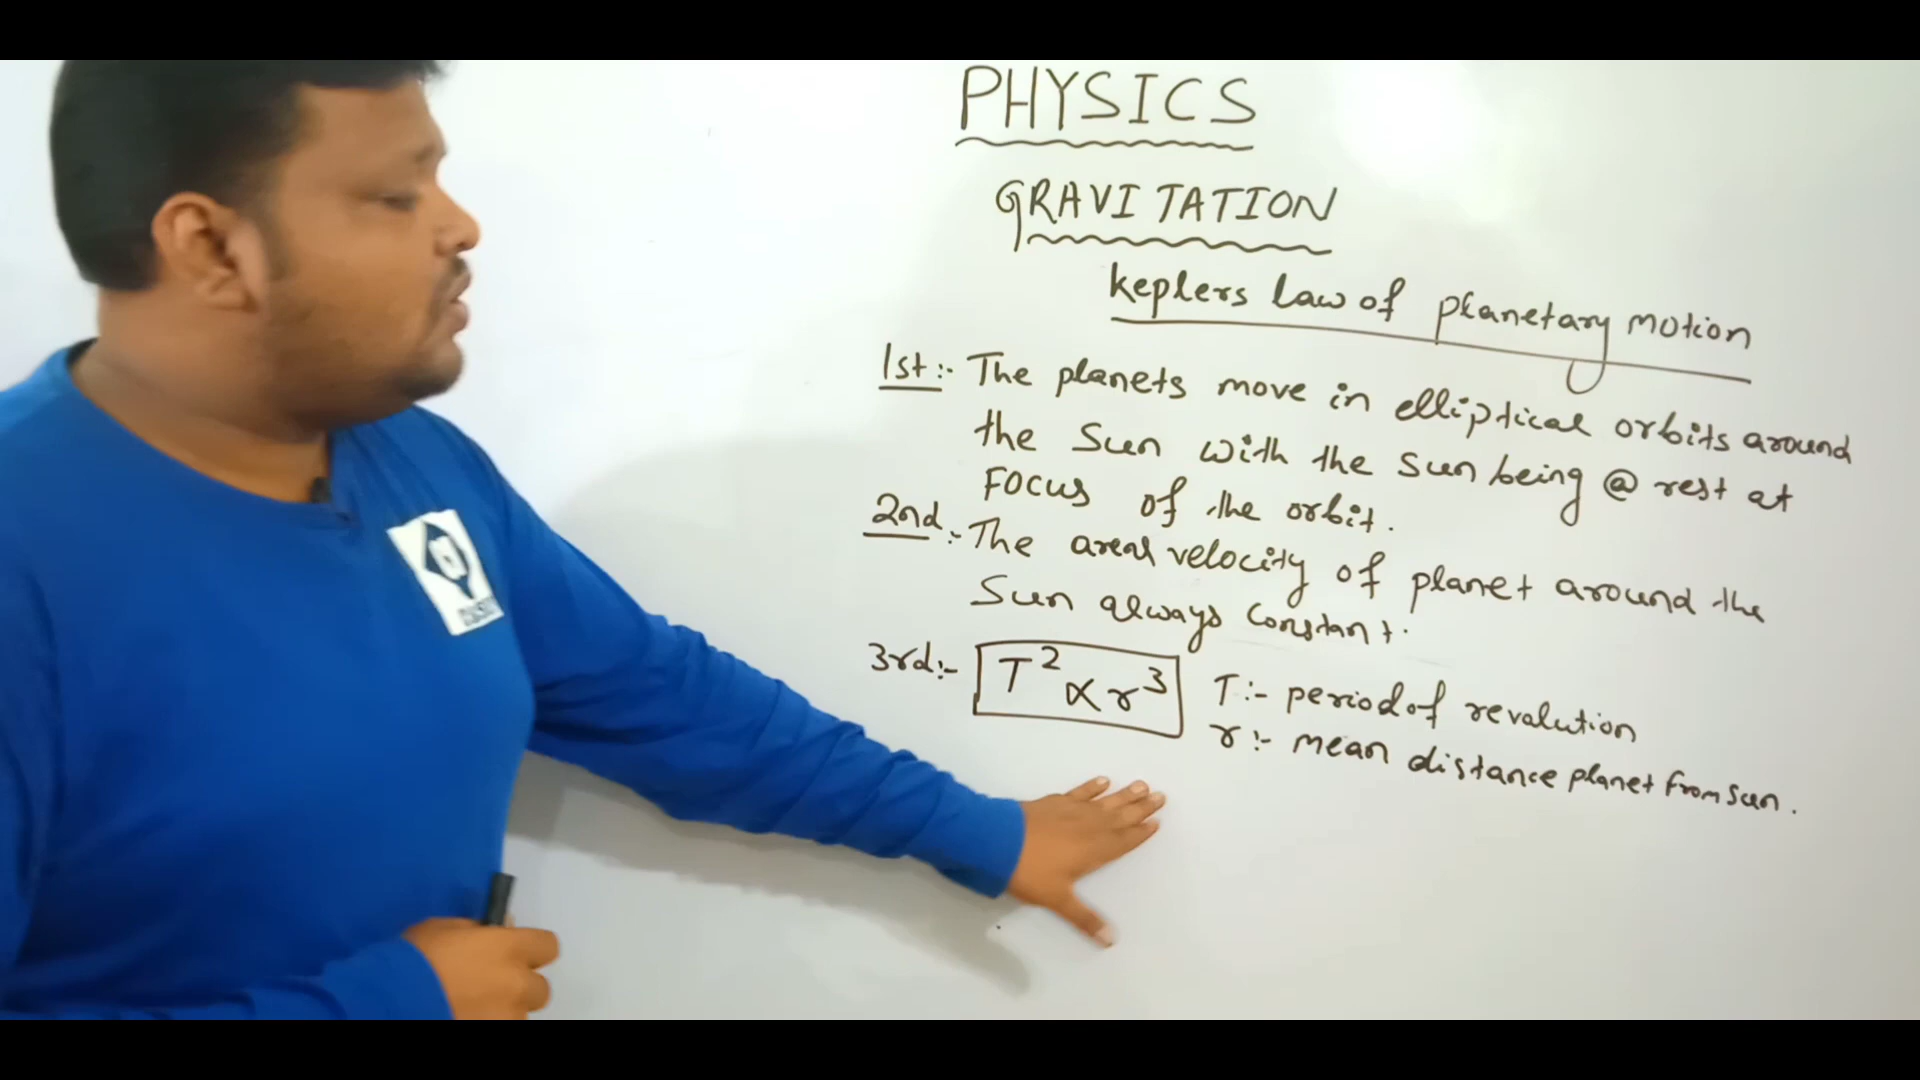 PHYSICS
GRAVITATION
keplers law of planetary motion
1st:- The planets move in elliptical orbits around
the Sun with the sun being @ rest at
FOCUS of the orbit.
2nd:- The areal velocity of planet around the
Sun always constant.
3rd:- T² ∝ r³ T:- period of revalution
r:- mean distance planet from sun.